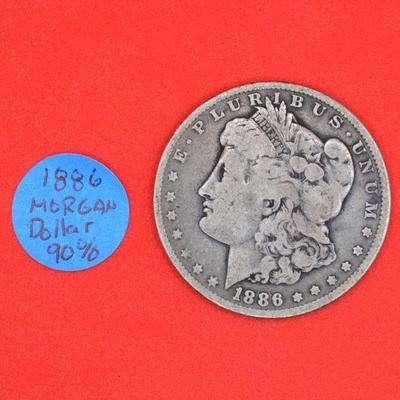 1886
MORGAN
Dollar
90%
E · PLURIBUS · UNUM
LIBERTY
1886